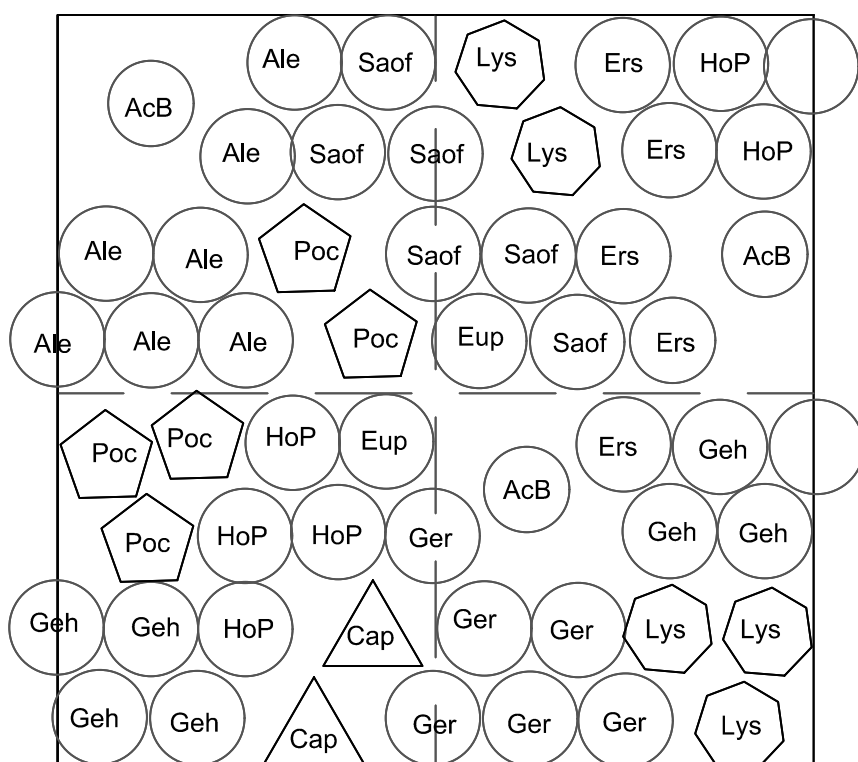 Ale Saof Lys Ers HoP
AcB
Ale Saof Saof Lys Ers HoP
Ale Ale Poc Saof Saof Ers AcB
Ale Ale Ale Poc Eup Saof Ers
Poc Poc HoP Eup Ers Geh
AcB
Poc HoP HoP Ger Geh Geh
Geh Geh HoP Cap Ger Ger Lys Lys
Geh Geh Cap Ger Ger Ger Lys